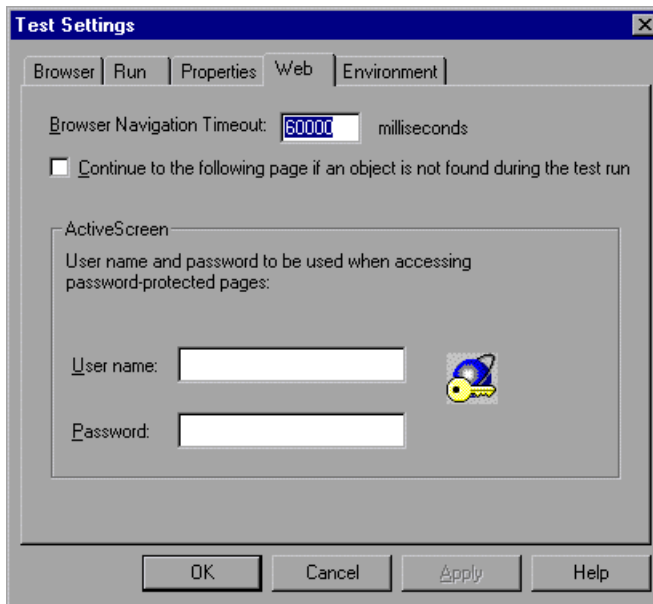 Test Settings
Browser Run Properties Web Environment
Browser Navigation Timeout: 60000 milliseconds
Continue to the following page if an object is not found during the test run
ActiveScreen
User name and password to be used when accessing
password-protected pages:
User name:
Password:
OK Cancel Apply Help